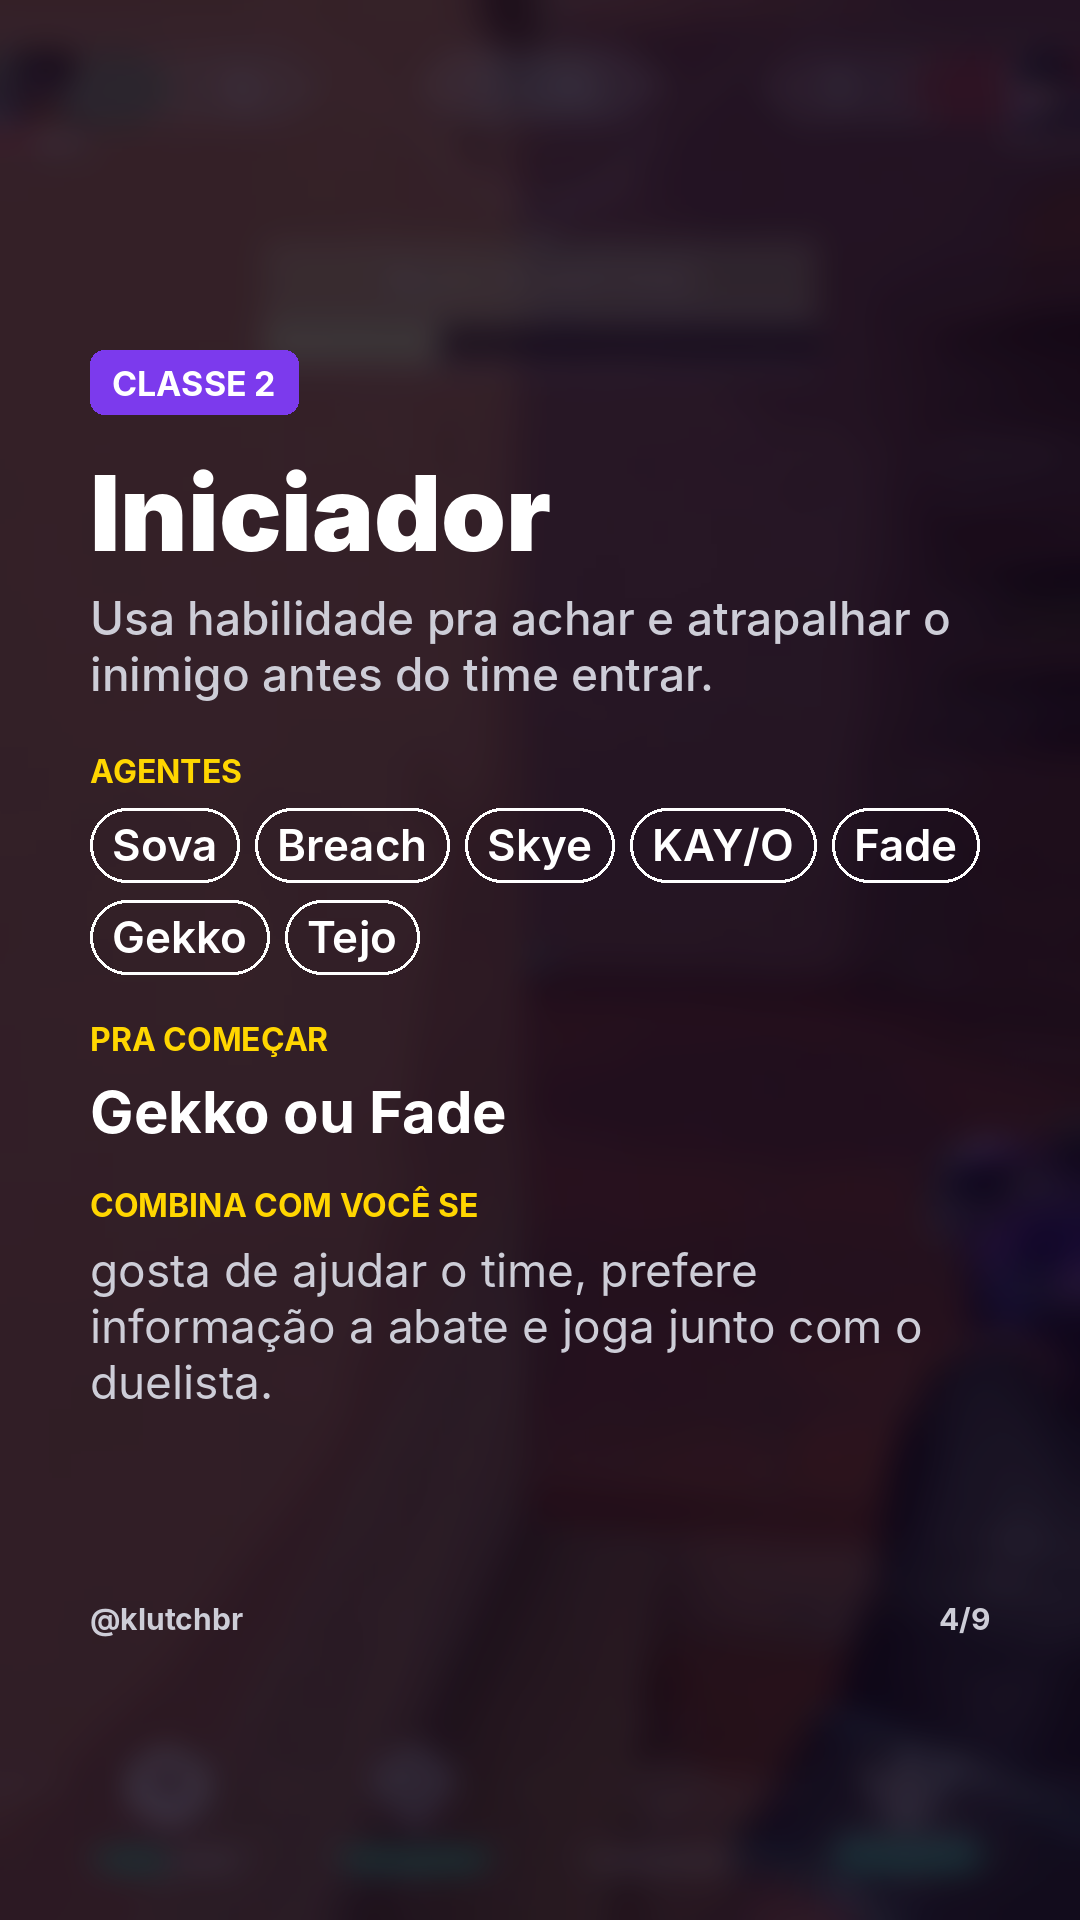 CLASSE 2
Iniciador
Usa habilidade pra achar e atrapalhar o
inimigo antes do time entrar.
AGENTES
Sova Breach Skye KAY/O Fade
Gekko Tejo
PRA COMEÇAR
Gekko ou Fade
COMBINA COM VOCÊ SE
gosta de ajudar o time, prefere
informação a abate e joga junto com o
duelista.
@klutchbr 4/9